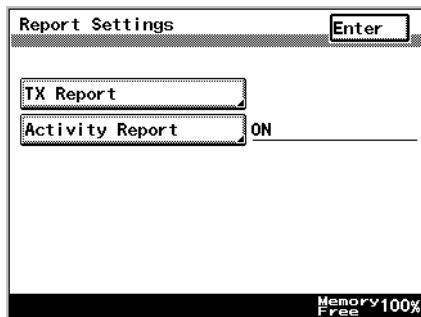 Report Settings Enter
TX Report
Activity Report ON
Memory
Free 100%